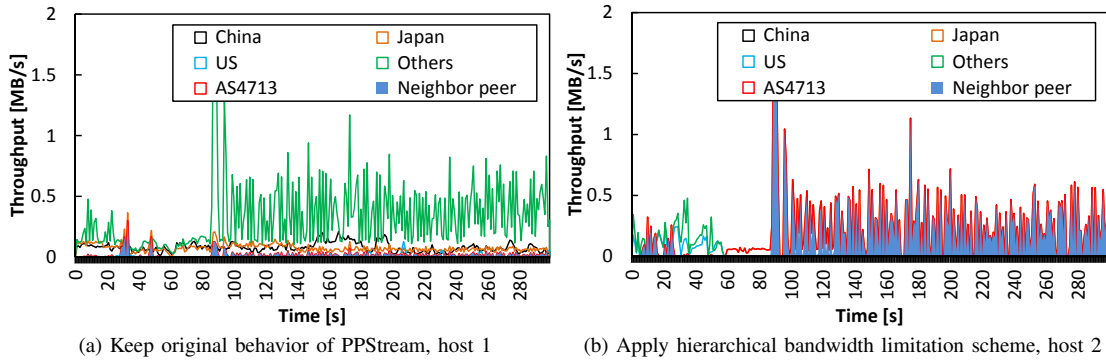 2
1.5
1
0.5
0
Throughput [MB/s]
China
Japan
US
Others
AS4713
Neighbor peer
0
20
40
60
80
100
120
140
160
180
200
220
240
260
280
Time [s]
(a) Keep original behavior of PPStream, host 1
2
1.5
1
0.5
0
Throughput [MB/s]
China
Japan
US
Others
AS4713
Neighbor peer
0
20
40
60
80
100
120
140
160
180
200
220
240
260
280
Time [s]
(b) Apply hierarchical bandwidth limitation scheme, host 2